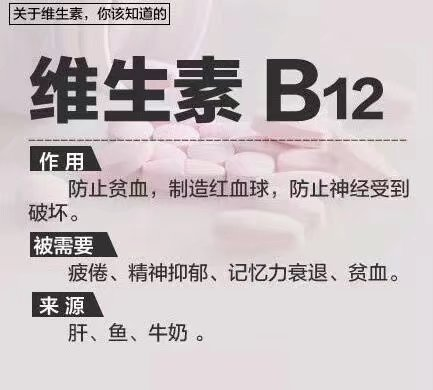 关于维生素，你该知道的
维生素 B12
作用
防止贫血，制造红血球，防止神经受到
破坏。
被需要
疲倦、精神抑郁、记忆力衰退、贫血。
来源
肝、鱼、牛奶 。